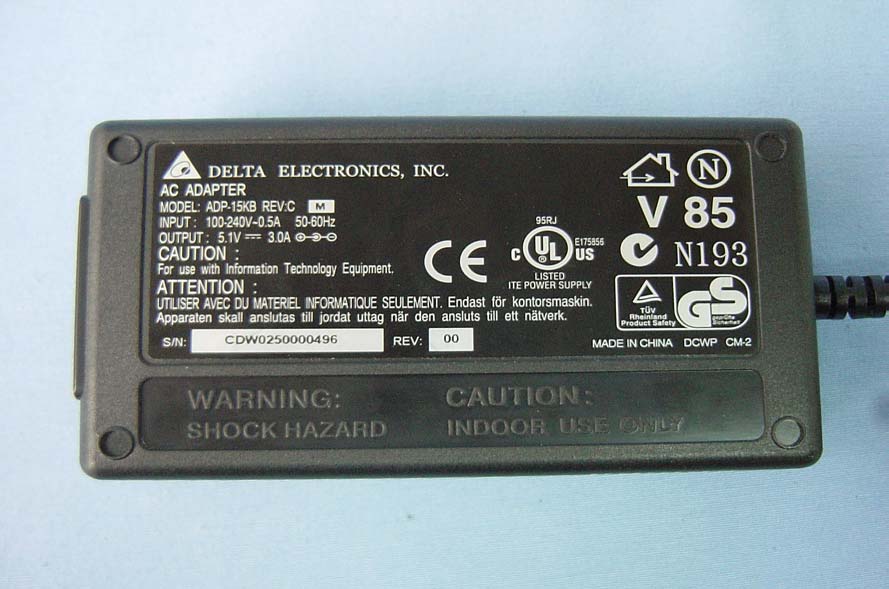 DELTA ELECTRONICS, INC.
AC ADAPTER
MODEL: ADP-15KB REV:C M
INPUT: 100-240V~0.5A 50-60Hz
OUTPUT: 5.1V 3.0A
CAUTION :
For use with Information Technology Equipment.
ATTENTION :
UTILISER AVEC DU MATERIEL INFORMATIQUE SEULEMENT. Endast för kontorsmaskin.
Apparaten skall anslutas till jordat uttag när den ansluts till ett nätverk.
S/N: CDW0250000496 REV: 00
CE
95RJ
C UL US E175856
®
LISTED
ITE POWER SUPPLY
N
V 85
N193
TÜV
Rheinland
Product Safety
GS
geprüfte
Sicherheit
MADE IN CHINA DCWP CM-2
WARNING:
SHOCK HAZARD
CAUTION:
INDOOR USE ONLY